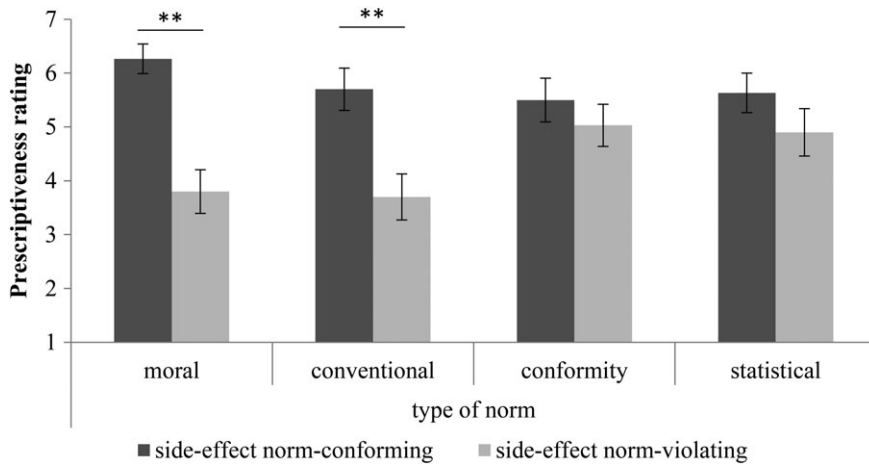 7
** **
6
5
4
3
2
1
Prescriptiveness rating
moral conventional conformity statistical
type of norm
side-effect norm-conforming side-effect norm-violating